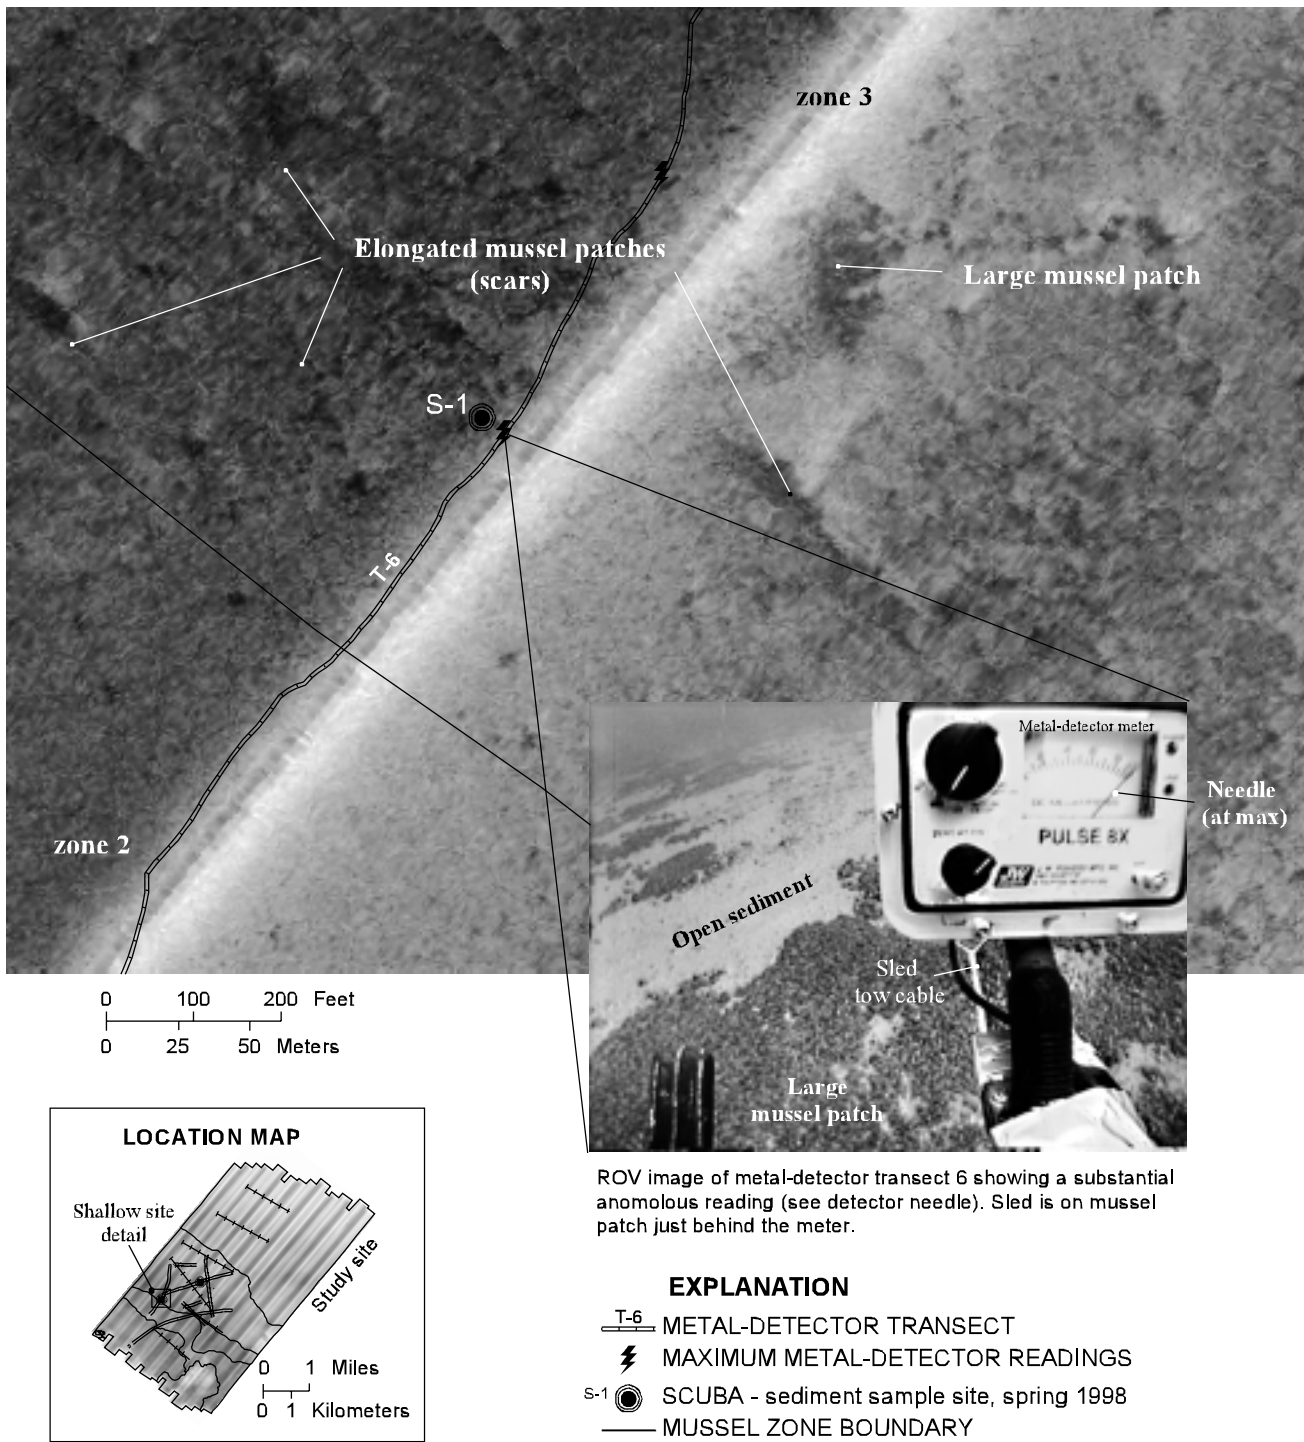 zone 3
Elongated mussel patches
(scars)
Large mussel patch
S-1
T-6
zone 2
Metal-detector meter
Needle
(at max)
PULSE 8X
JW
Open sediment
Sled
tow cable
Large
mussel patch
0 100 200 Feet
0 25 50 Meters
ROV image of metal-detector transect 6 showing a substantial
anomolous reading (see detector needle). Sled is on mussel
patch just behind the meter.
LOCATION MAP
Shallow site
detail
Study site
0 1 Miles
0 1 Kilometers
EXPLANATION
T-6 METAL-DETECTOR TRANSECT
MAXIMUM METAL-DETECTOR READINGS
S-1 SCUBA - sediment sample site, spring 1998
MUSSEL ZONE BOUNDARY